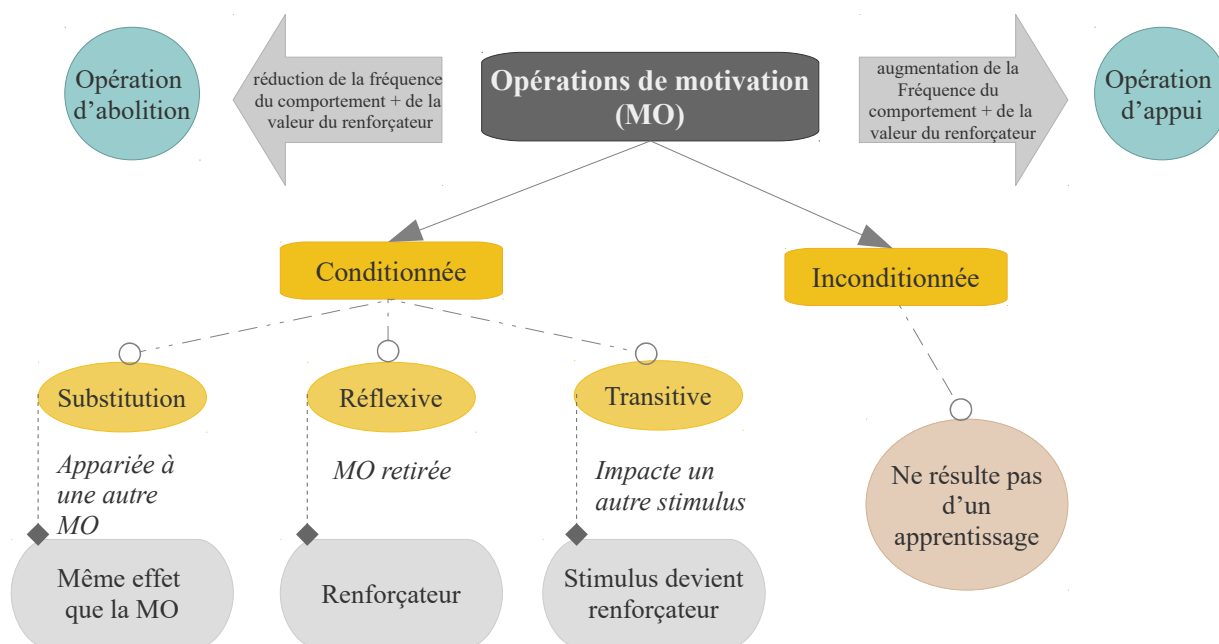 Opération
d’abolition
réduction de la fréquence
du comportement + de la
valeur du renforçateur
Opérations de motivation
(MO)
augmentation de la
Fréquence du
comportement + de la
valeur du renforçateur
Opération
d’appui
Conditionnée
Inconditionnée
Substitution
Réflexive
Transitive
Appariée à
une autre
MO
MO retirée
Impacte un
autre stimulus
Ne résulte pas
d’un
apprentissage
Même effet
que la MO
Renforçateur
Stimulus devient
renforçateur